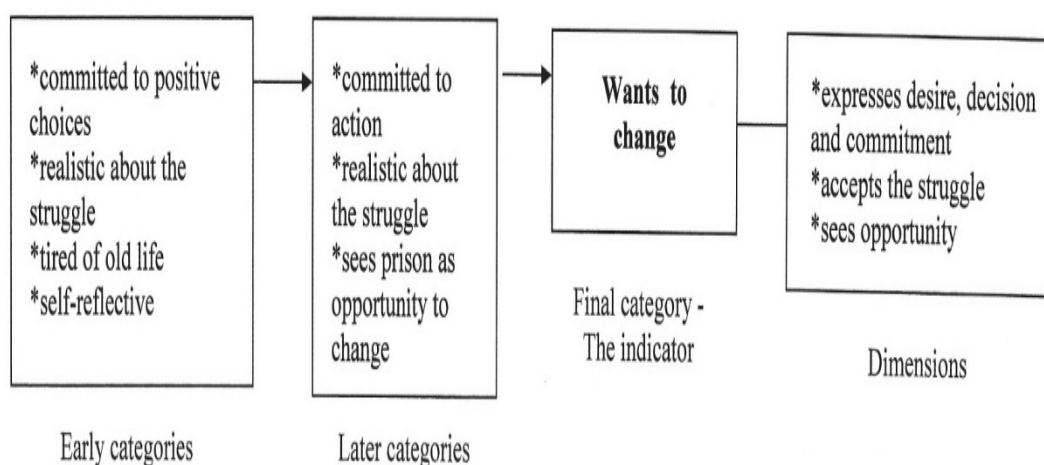 *committed to positive
choices
*realistic about the
struggle
*tired of old life
*self-reflective
Early categories
*committed to
action
*realistic about
the struggle
*sees prison as
opportunity to
change
Later categories
Wants to
change
Final category -
The indicator
*expresses desire, decision
and commitment
*accepts the struggle
*sees opportunity
Dimensions